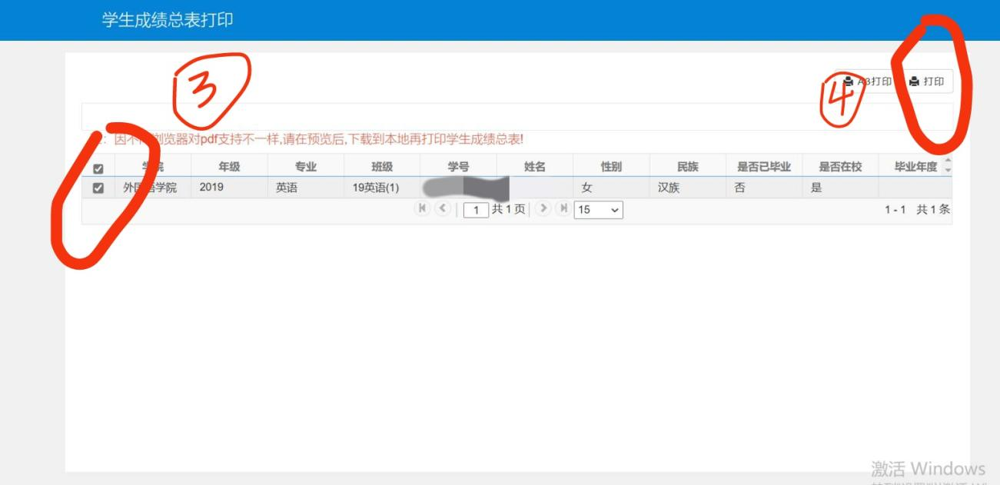 学生成绩总表打印
③
④
A3打印 打印
因不同浏览器对pdf支持不一样,请在预览后,下载到本地再打印学生成绩总表!
学院 年级 专业 班级 学号 姓名 性别 民族 是否已毕业 是否在校 毕业年度
外国语学院 2019 英语 19英语(1) 女 汉族 否 是
1 共1页 15 1 - 1 共1条
激活 Windows